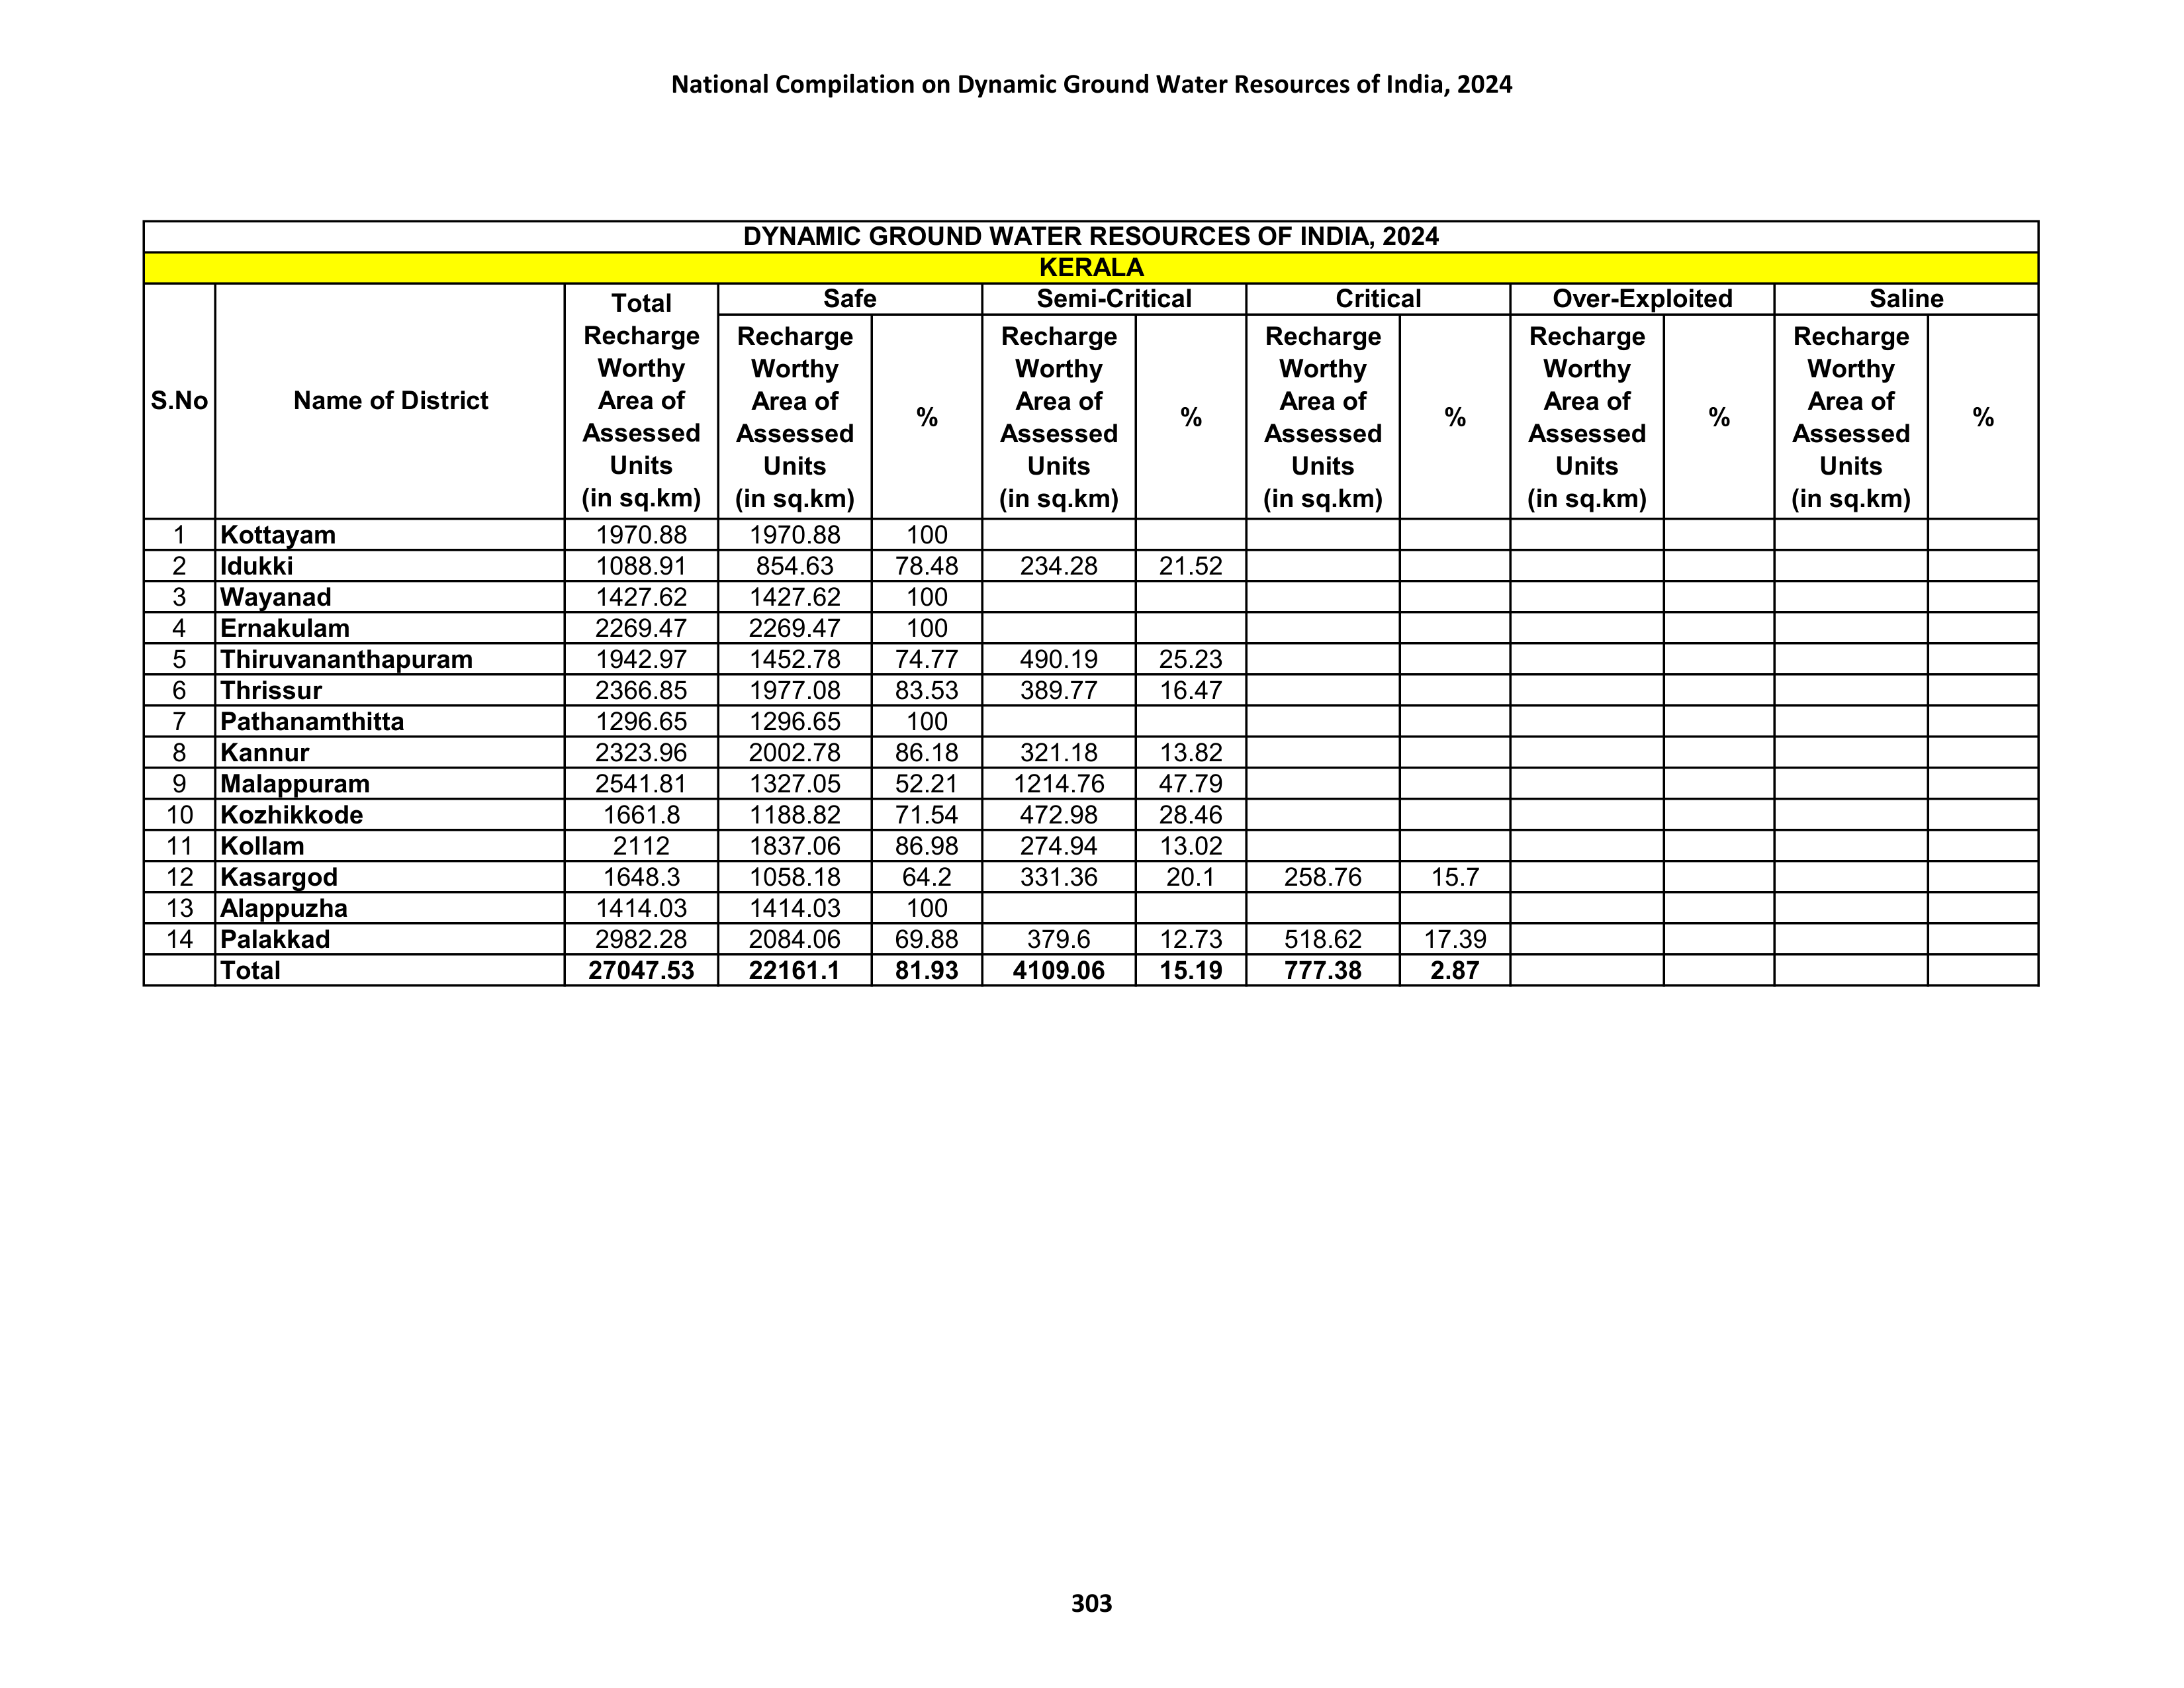 National Compilation on Dynamic Ground Water Resources of India, 2024
DYNAMIC GROUND WATER RESOURCES OF INDIA, 2024
KERALA
S.No Name of District Total Recharge Worthy Area of Assessed Units (in sq.km) Safe Semi-Critical Critical Over-Exploited Saline
Recharge Worthy Area of Assessed Units (in sq.km) % Recharge Worthy Area of Assessed Units (in sq.km) % Recharge Worthy Area of Assessed Units (in sq.km) % Recharge Worthy Area of Assessed Units (in sq.km) % Recharge Worthy Area of Assessed Units (in sq.km) %
1 Kottayam 1970.88 1970.88 100
2 Idukki 1088.91 854.63 78.48 234.28 21.52
3 Wayanad 1427.62 1427.62 100
4 Ernakulam 2269.47 2269.47 100
5 Thiruvananthapuram 1942.97 1452.78 74.77 490.19 25.23
6 Thrissur 2366.85 1977.08 83.53 389.77 16.47
7 Pathanamthitta 1296.65 1296.65 100
8 Kannur 2323.96 2002.78 86.18 321.18 13.82
9 Malappuram 2541.81 1327.05 52.21 1214.76 47.79
10 Kozhikkode 1661.8 1188.82 71.54 472.98 28.46
11 Kollam 2112 1837.06 86.98 274.94 13.02
12 Kasargod 1648.3 1058.18 64.2 331.36 20.1 258.76 15.7
13 Alappuzha 1414.03 1414.03 100
14 Palakkad 2982.28 2084.06 69.88 379.6 12.73 518.62 17.39
Total 27047.53 22161.1 81.93 4109.06 15.19 777.38 2.87
303